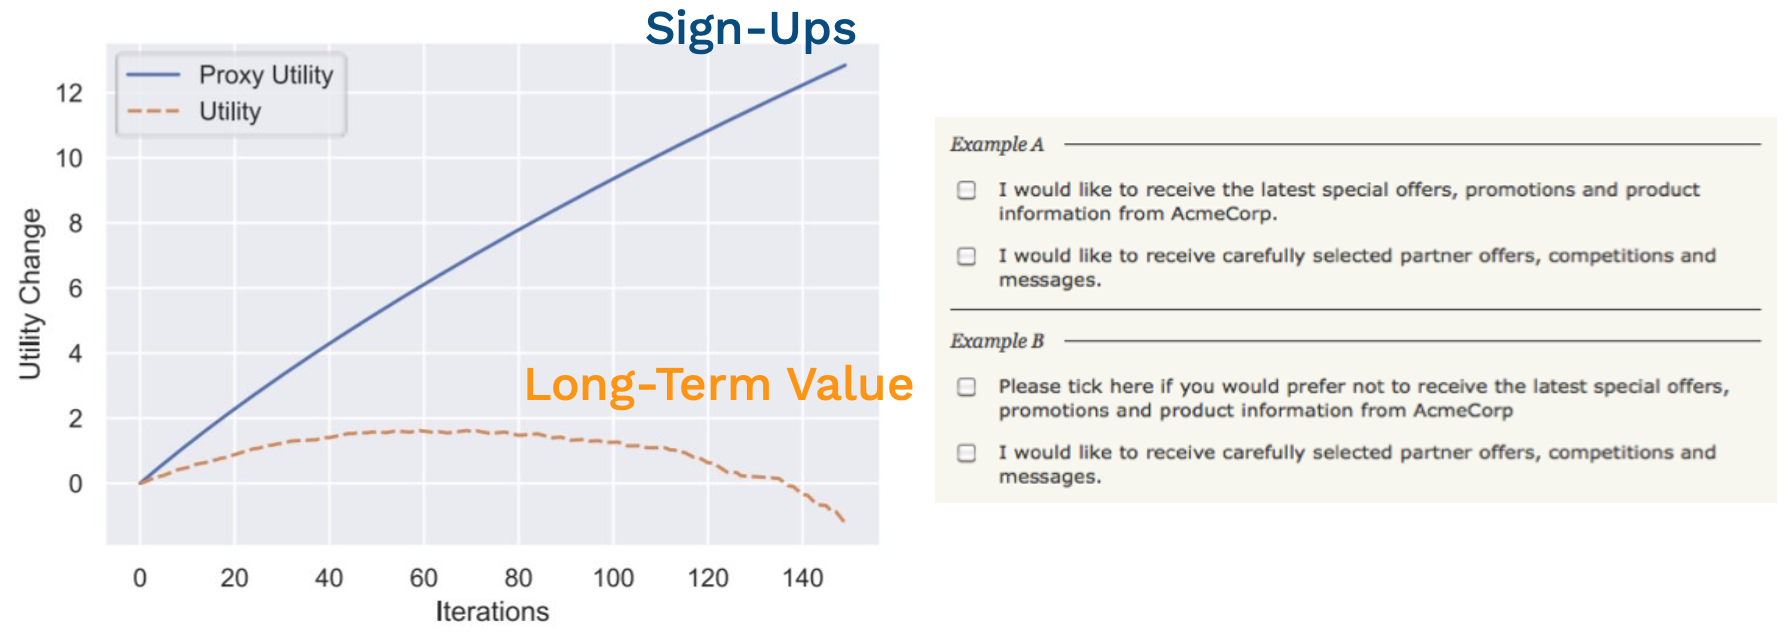 Sign-Ups
Proxy Utility
Utility
12
10
8
6
4
2
0
Utility Change
Long-Term Value
0 20 40 60 80 100 120 140
Iterations
Example A
I would like to receive the latest special offers, promotions and product
information from AcmeCorp.
I would like to receive carefully selected partner offers, competitions and
messages.
Example B
Please tick here if you would prefer not to receive the latest special offers,
promotions and product information from AcmeCorp
I would like to receive carefully selected partner offers, competitions and
messages.